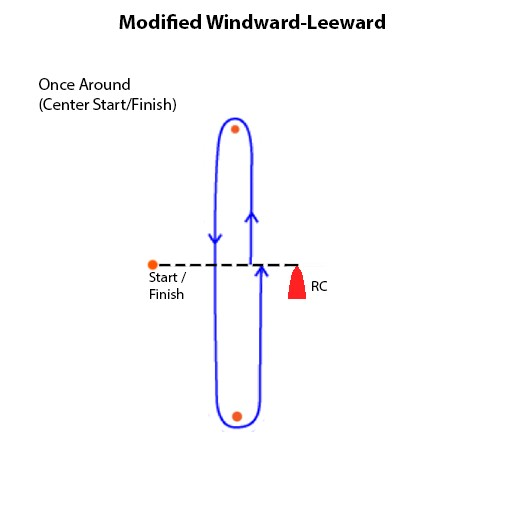 Modified Windward-Leeward
Once Around
(Center Start/Finish)
Start /
Finish
RC